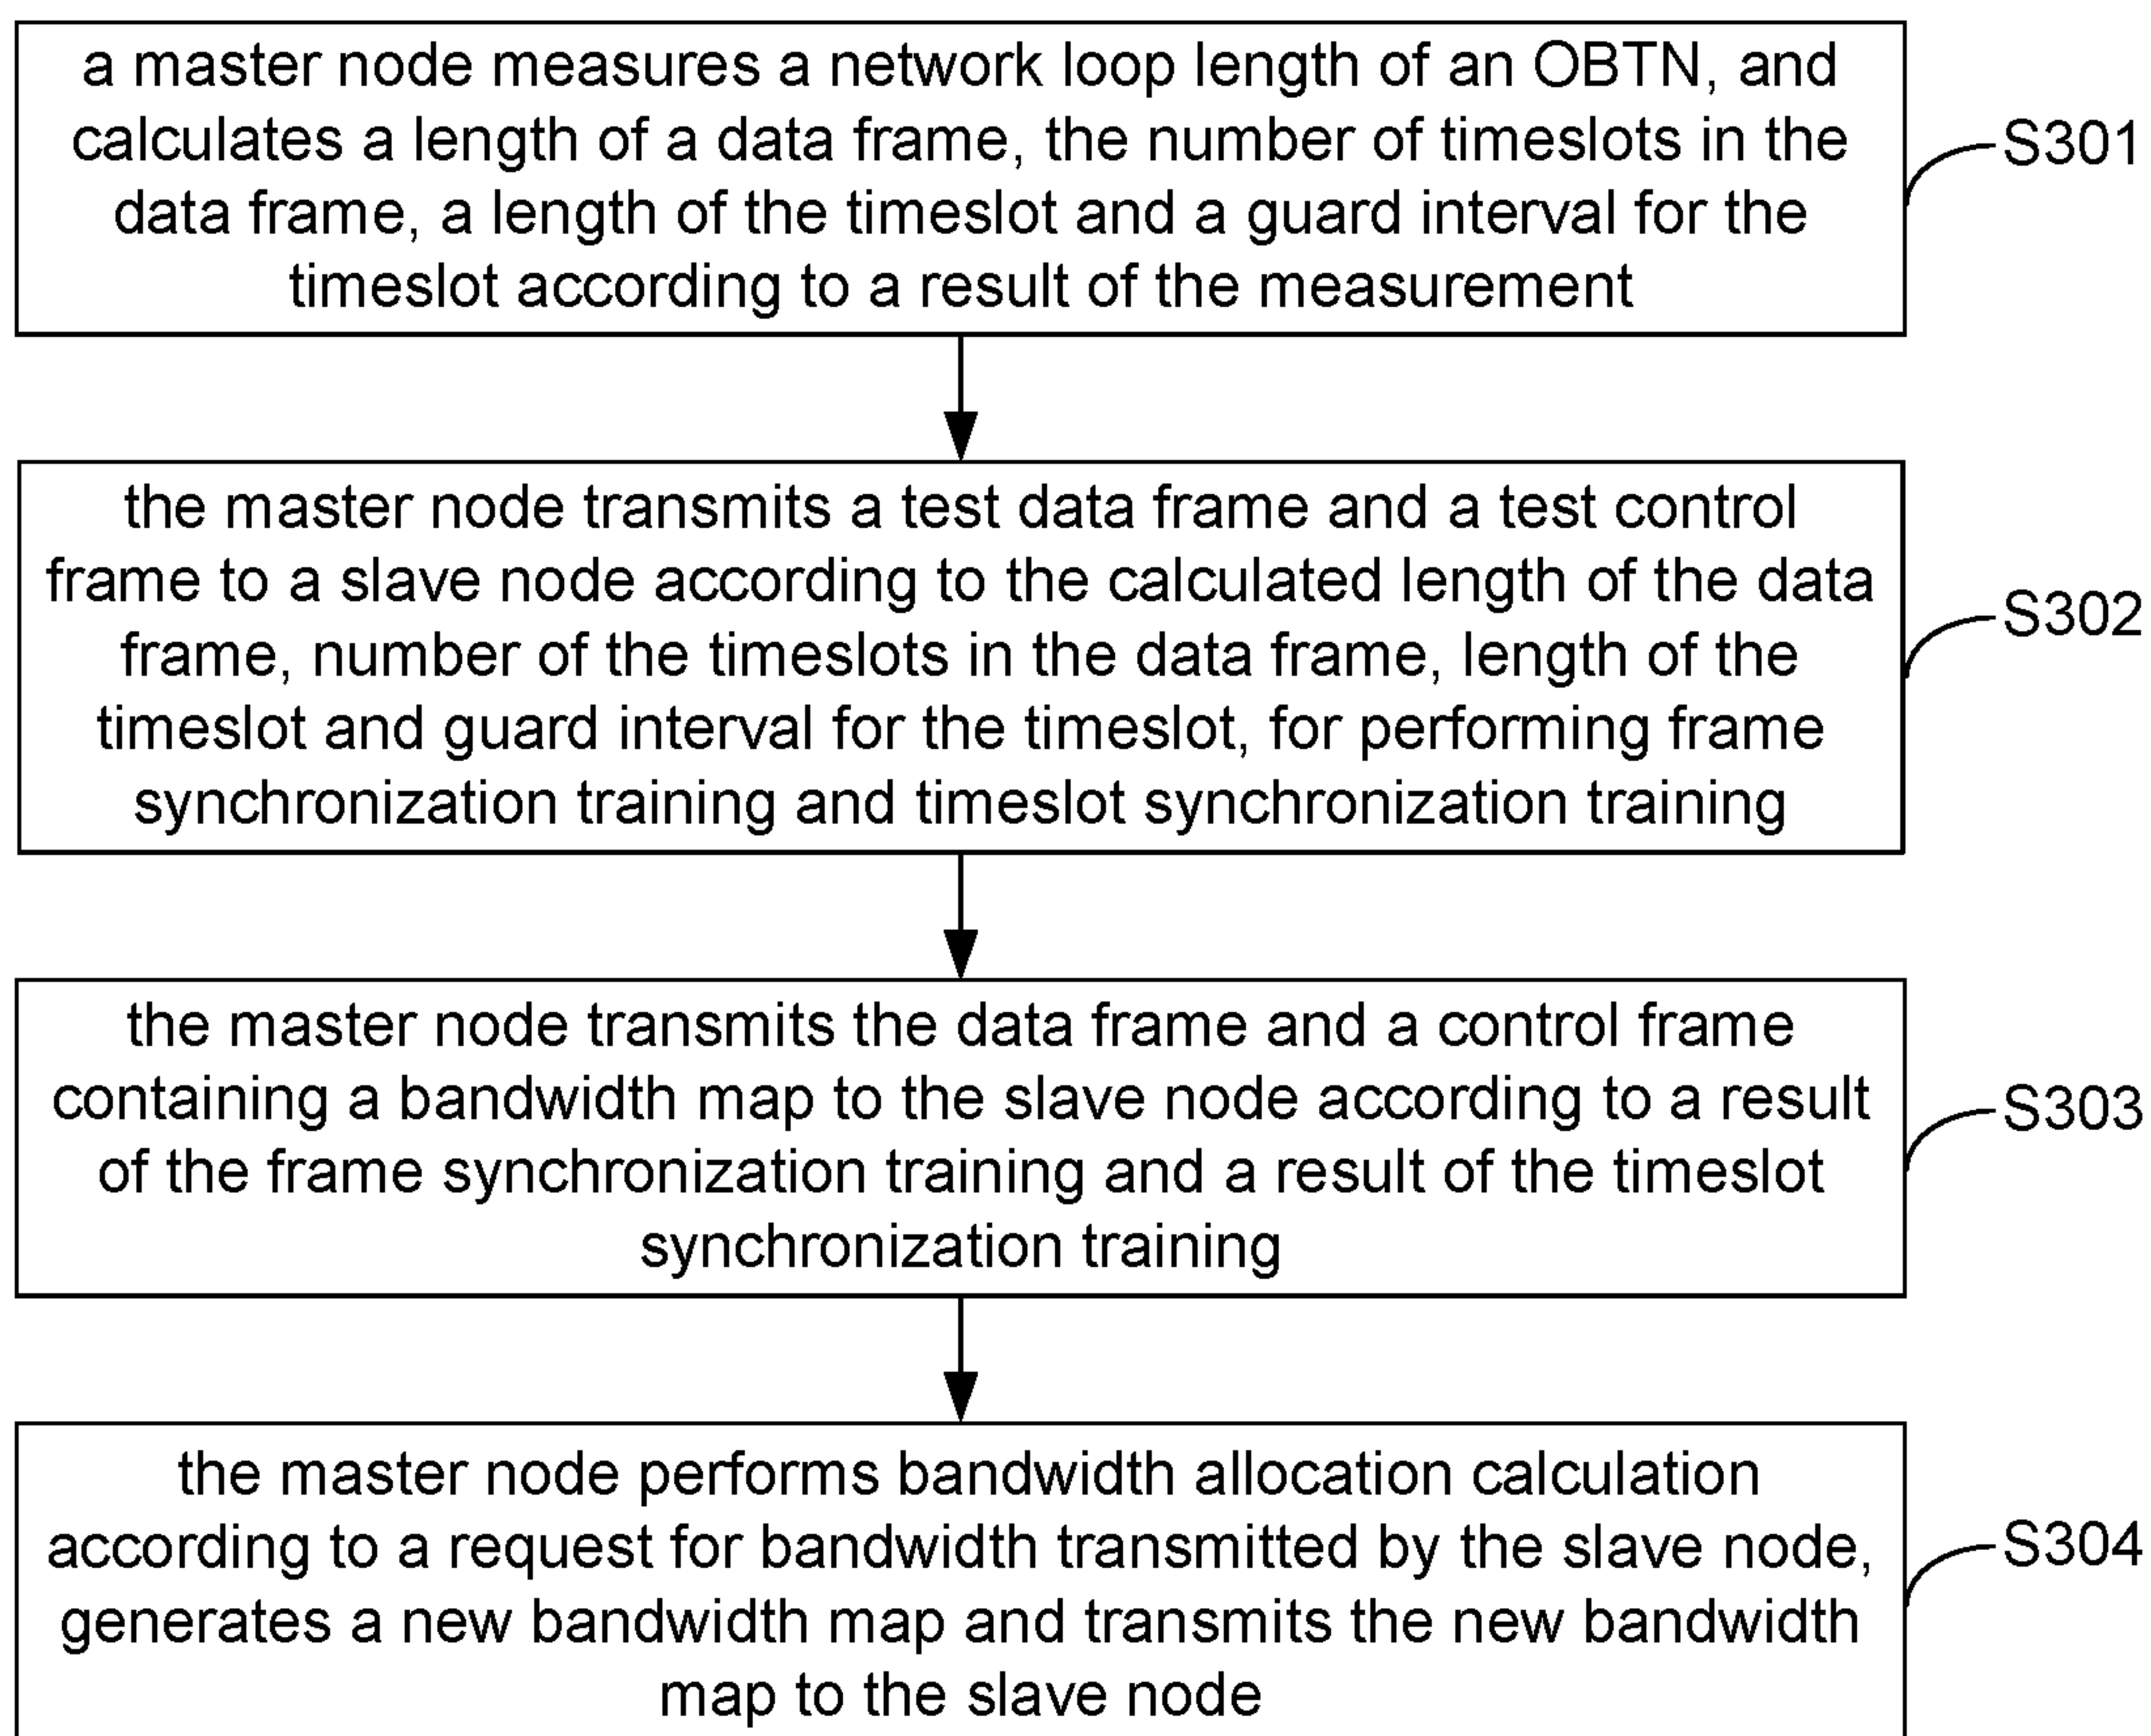 a master node measures a network loop length of an OBTN, and
calculates a length of a data frame, the number of timeslots in the
data frame, a length of the timeslot and a guard interval for the
timeslot according to a result of the measurement
S301
the master node transmits a test data frame and a test control
frame to a slave node according to the calculated length of the data
frame, number of the timeslots in the data frame, length of the
timeslot and guard interval for the timeslot, for performing frame
synchronization training and timeslot synchronization training
S302
the master node transmits the data frame and a control frame
containing a bandwidth map to the slave node according to a result
of the frame synchronization training and a result of the timeslot
synchronization training
S303
the master node performs bandwidth allocation calculation
according to a request for bandwidth transmitted by the slave node,
generates a new bandwidth map and transmits the new bandwidth
map to the slave node
S304